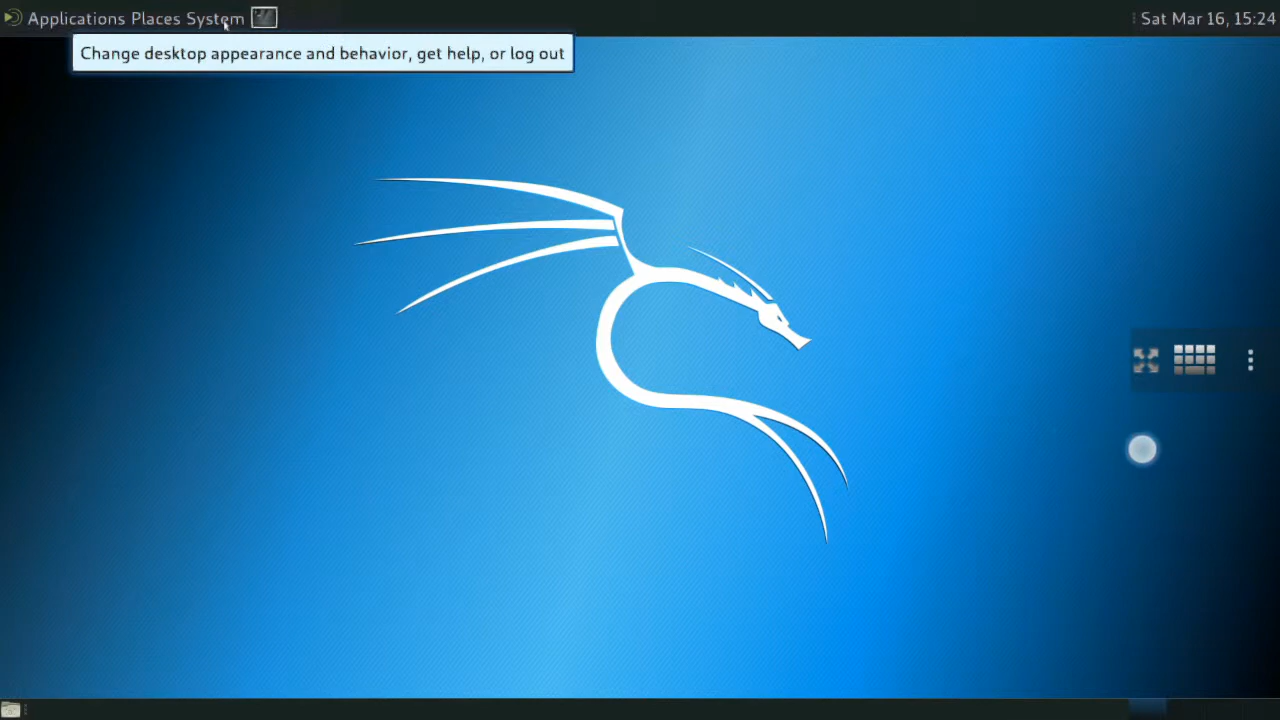 Applications Places System
Sat Mar 16, 15:24
Change desktop appearance and behavior, get help, or log out